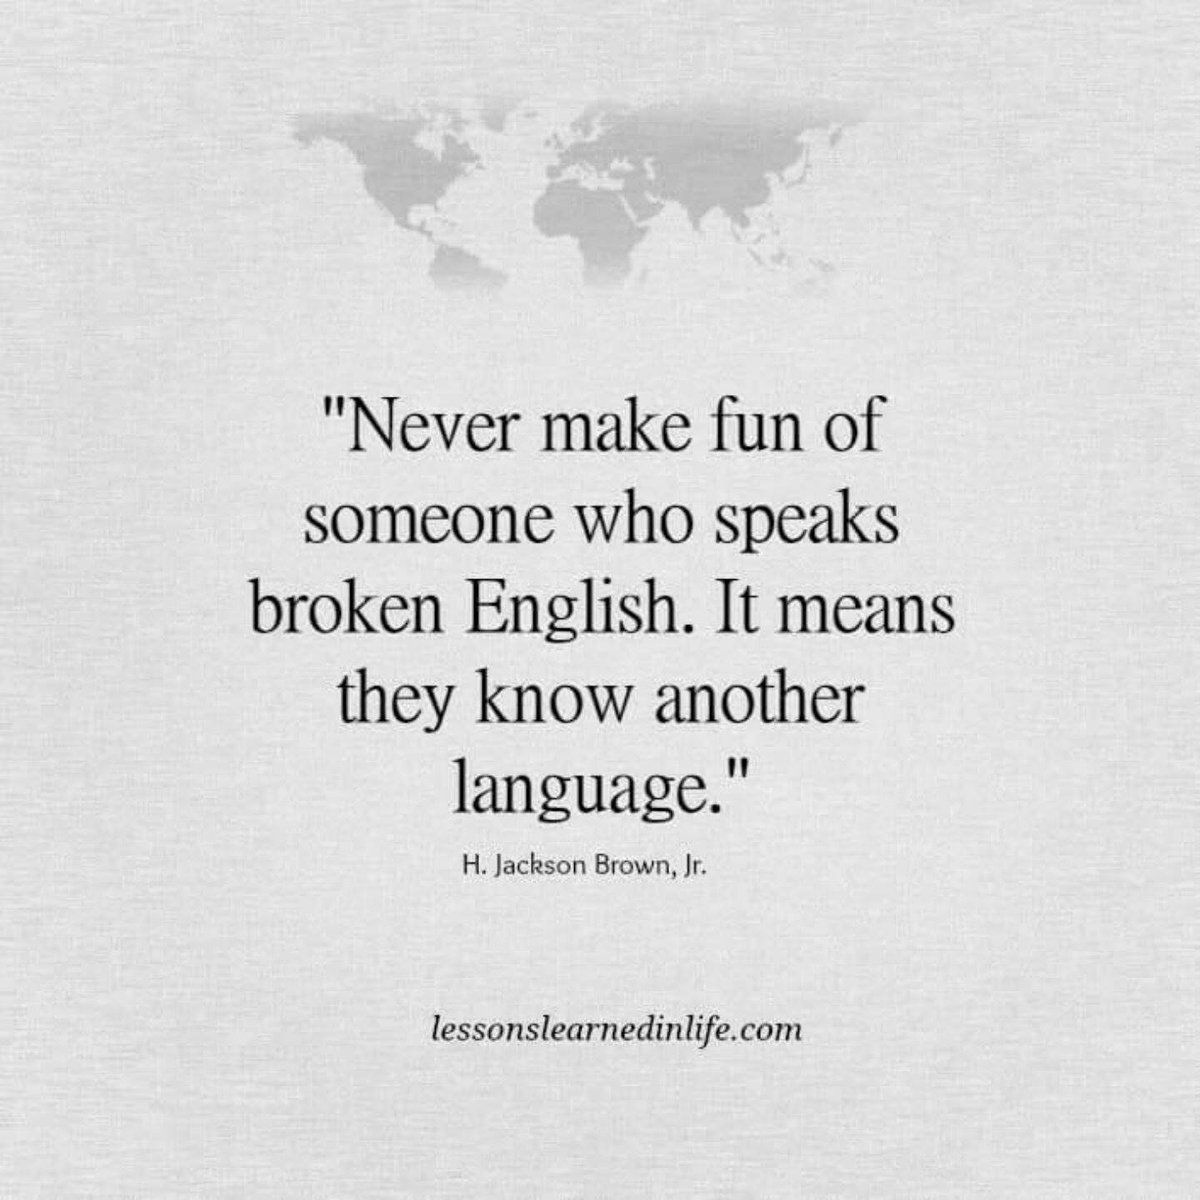 "Never make fun of
someone who speaks
broken English. It means
they know another
language."
H. Jackson Brown, Jr.
lessonslearnedinlife.com